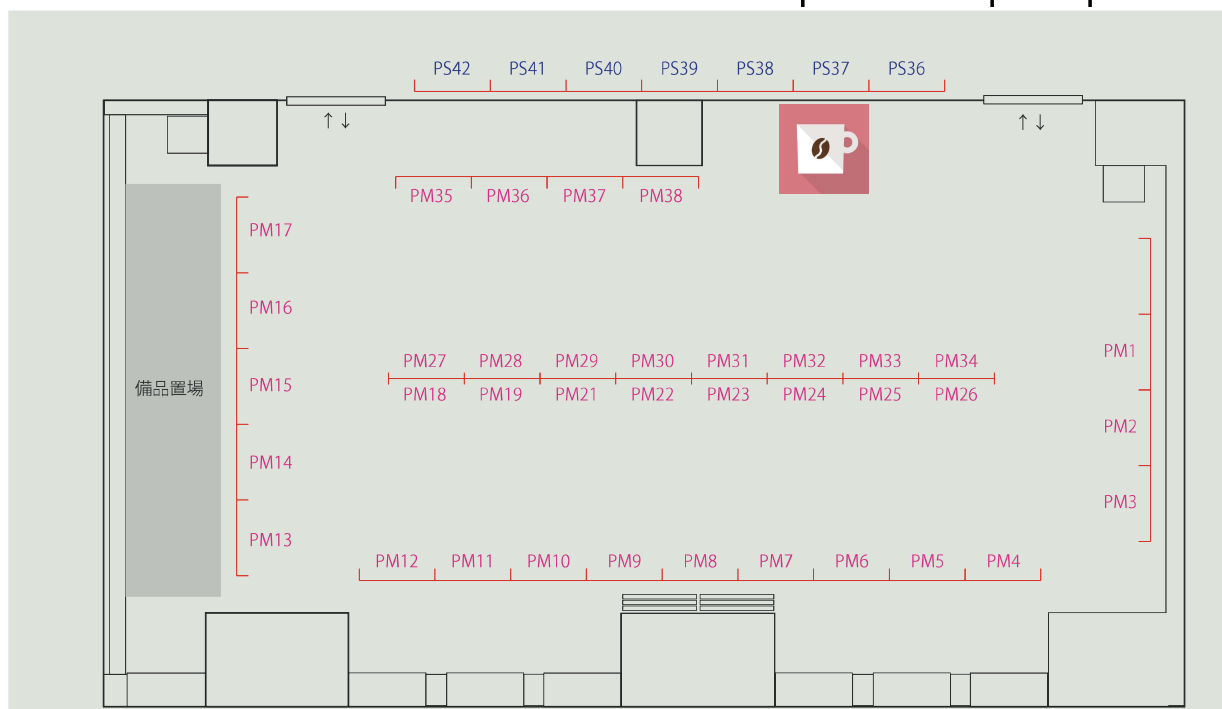 PS42 PS41 PS40 PS39 PS38 PS37 PS36
↑ ↓ ↑ ↓
PM35 PM36 PM37 PM38
PM17
PM16
PM15
PM14
PM13
備品置場
PM27 PM28 PM29 PM30 PM31 PM32 PM33 PM34
PM18 PM19 PM21 PM22 PM23 PM24 PM25 PM26
PM1
PM2
PM3
PM12 PM11 PM10 PM9 PM8 PM7 PM6 PM5 PM4